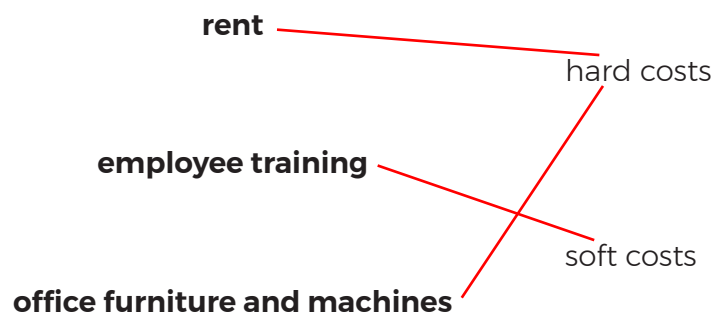 rent
hard costs
employee training
soft costs
office furniture and machines